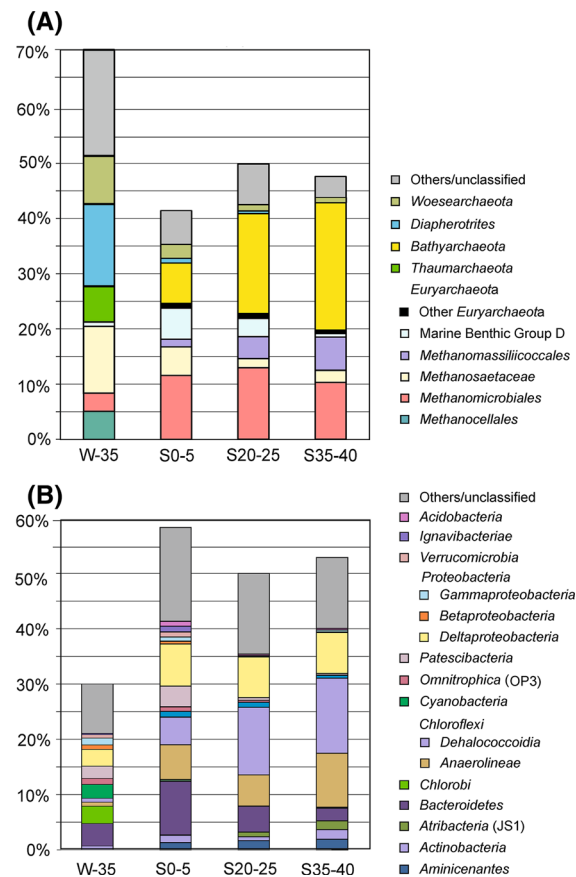 (A)
70%
60%
50%
40%
30%
20%
10%
0%
W-35
S0-5
S20-25
S35-40
Others/unclassified
Woesearchaeota
Diapherotrites
Bathyarchaeota
Thaumarchaeota
Euryarchaeota
Other Euryarchaeota
Marine Benthic Group D
Methanomassiliicoccales
Methanosaetaceae
Methanomicrobiales
Methanocellales
(B)
60%
50%
40%
30%
20%
10%
0%
W-35
S0-5
S20-25
S35-40
Others/unclassified
Acidobacteria
Ignavibacteriae
Verrucomicrobia
Proteobacteria
Gammaproteobacteria
Betaproteobacteria
Deltaproteobacteria
Patescibacteria
Omnitrophica (OP3)
Cyanobacteria
Chloroflexi
Dehalococcoidia
Anaerolineae
Chlorobi
Bacteroidetes
Atribacteria (JS1)
Actinobacteria
Aminicenantes